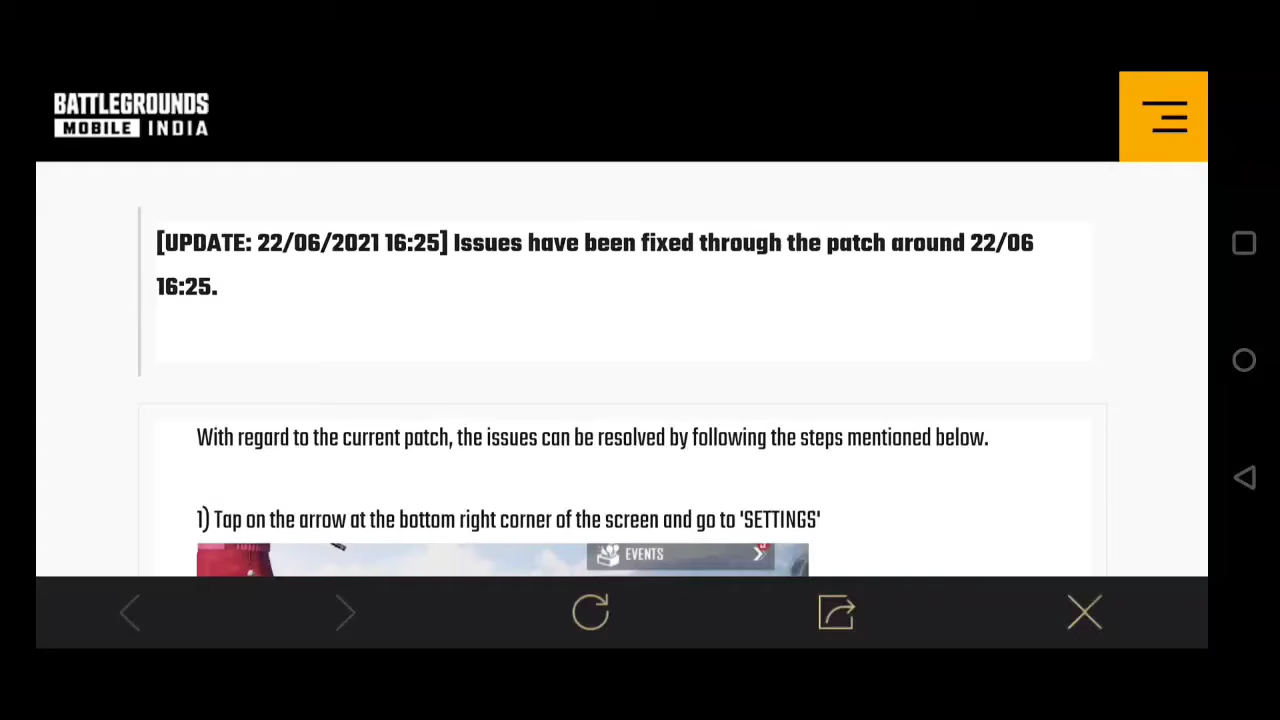 BATTLEGROUNDS
MOBILE INDIA
[UPDATE: 22/06/2021 16:25] Issues have been fixed through the patch around 22/06
16:25.
With regard to the current patch, the issues can be resolved by following the steps mentioned below.
1) Tap on the arrow at the bottom right corner of the screen and go to 'SETTINGS'
EVENTS